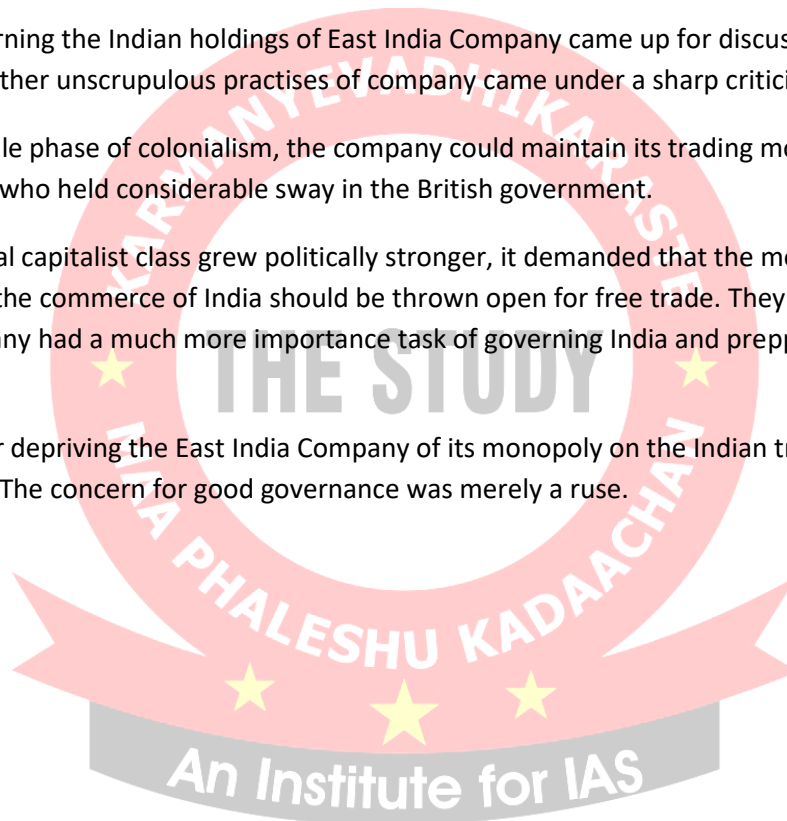 rning the Indian holdings of East India Company came up for discus
ther unscrupulous practises of company came under a sharp critici
le phase of colonialism, the company could maintain its trading mo
who held considerable sway in the British government.
al capitalist class grew politically stronger, it demanded that the mo
the commerce of India should be thrown open for free trade. They
any had a much more importance task of governing India and prepp
r depriving the East India Company of its monopoly on the Indian tr
The concern for good governance was merely a ruse.
KARMANYEVADHIKARASTE
THE STUDY
MAA PHALESHU KADAACHAN
An Institute for IAS